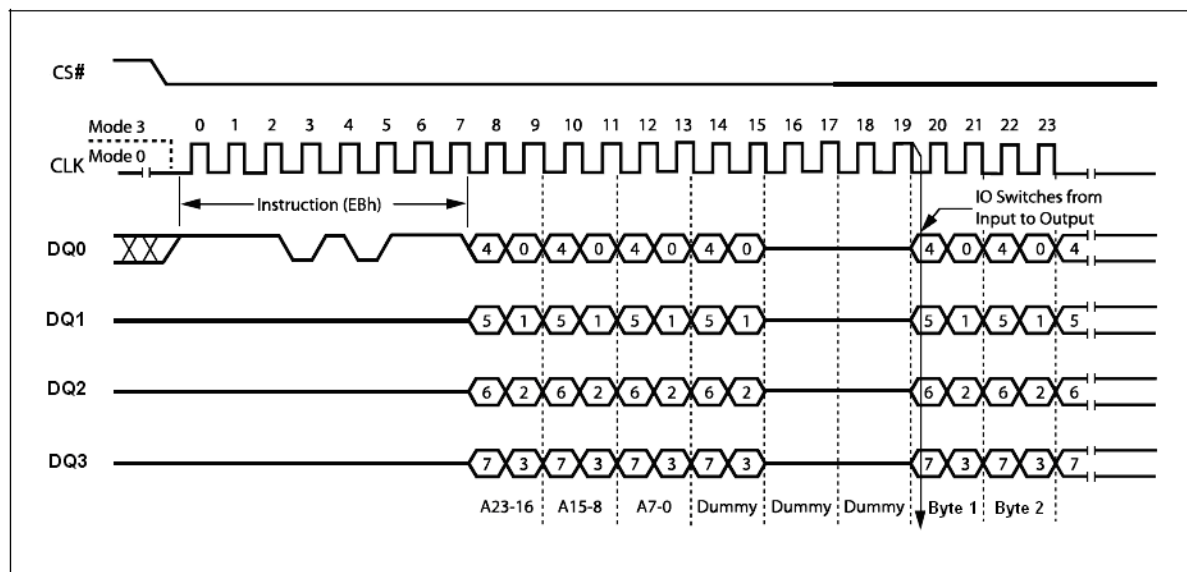 CS#
Mode 3
0 1 2 3 4 5 6 7 8 9 10 11 12 13 14 15 16 17 18 19 20 21 22 23
CLK
Mode 0
Instruction (EBh)
IO Switches from
Input to Output
DQ0 4 0 4 0 4 0 4 0 4 0 4 0 4
DQ1 5 1 5 1 5 1 5 1 5 1 5 1 5
DQ2 6 2 6 2 6 2 6 2 6 2 6 2 6
DQ3 7 3 7 3 7 3 7 3 7 3 7 3 7
A23-16 A15-8 A7-0 Dummy Dummy Dummy Byte 1 Byte 2